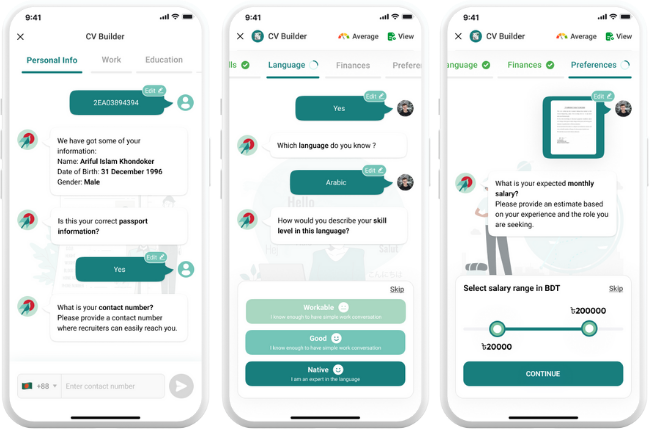 9:41
CV Builder
Personal Info Work Education
2EA03894394
Edit
We have got some of your
information:
Name: Ariful Islam Khondoker
Date of Birth: 31 December 1996
Gender: Male
Is this your correct passport
information?
Edit
Yes
What is your contact number?
Please provide a contact number
where recruiters can easily reach you.
+88 Enter contact number
9:41
CV Builder Average View
lls Language Finances Preferen
Edit
Yes
Which language do you know ?
Edit
Arabic
Hello
How would you describe your skill
level in this language?
Skip
Workable
I know enough to have simple work conversation
Good
I know enough to have simple work conversation
Native
I am an expert in the language
9:41
CV Builder Average View
anguage Finances Preferences
Edit
What is your expected monthly
salary?
Please provide an estimate based
on your experience and the role you
are seeking.
Select salary range in BDT Skip
৳200000
৳20000
CONTINUE